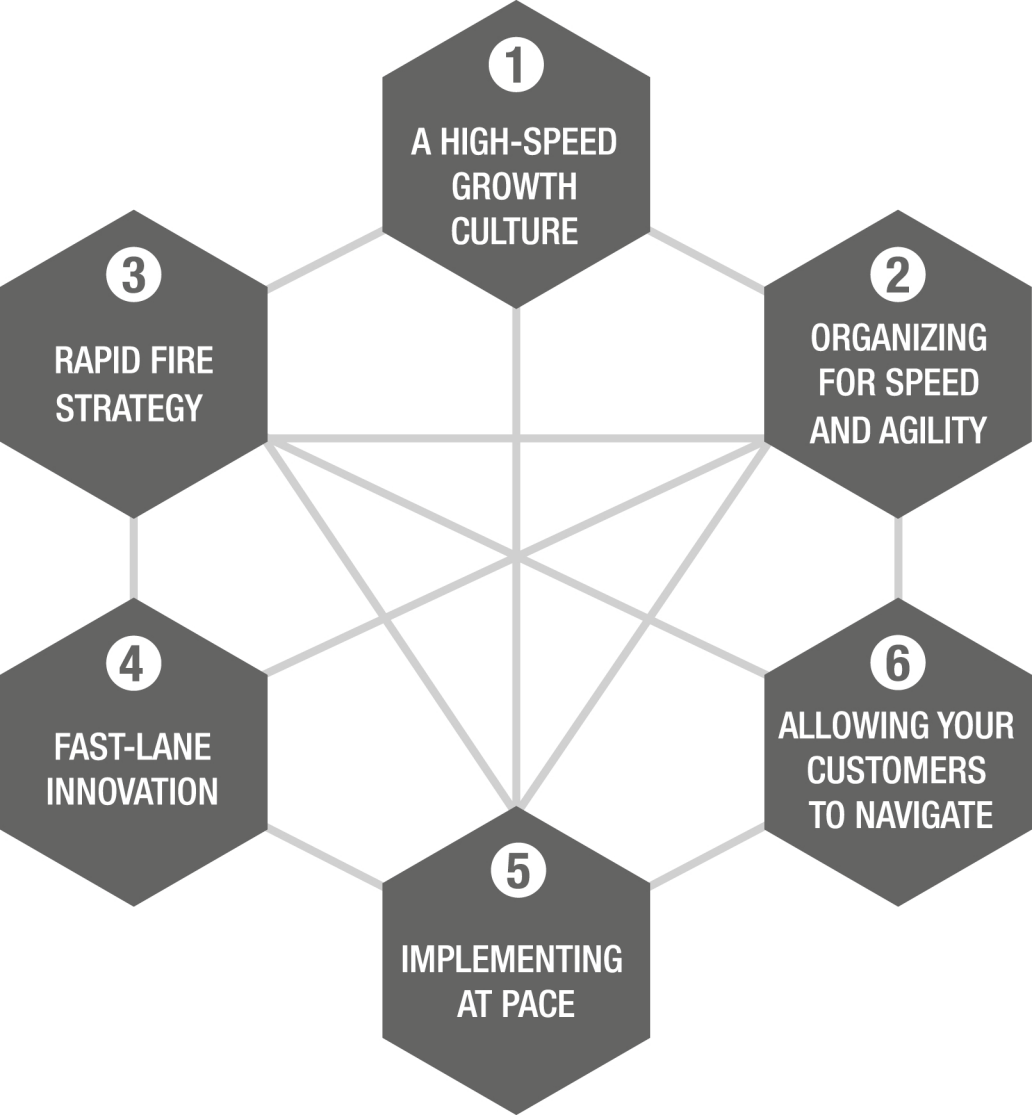 1
A HIGH-SPEED
GROWTH
CULTURE
2
ORGANIZING
FOR SPEED
AND AGILITY
3
RAPID FIRE
STRATEGY
4
FAST-LANE
INNOVATION
5
IMPLEMENTING
AT PACE
6
ALLOWING YOUR
CUSTOMERS
TO NAVIGATE